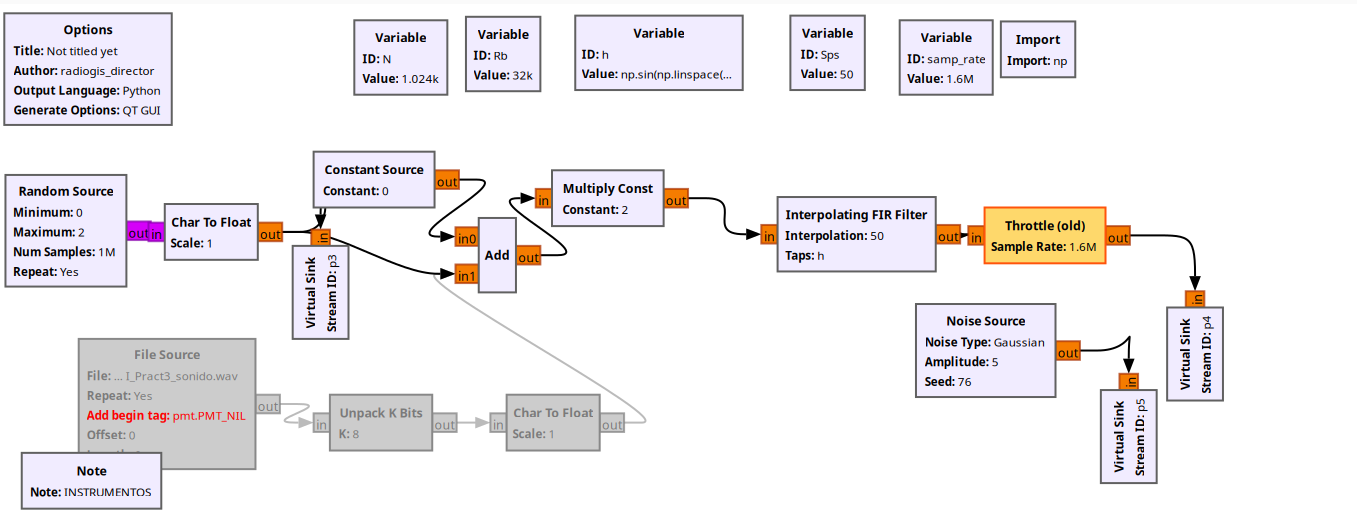 Options
Title: Not titled yet
Author: radiogis_director
Output Language: Python
Generate Options: QT GUI
Variable
ID: N
Value: 1.024k
Variable
ID: Rb
Value: 32k
Variable
ID: h
Value: np.sin(np.linspace(...
Variable
ID: Sps
Value: 50
Variable
ID: samp_rate
Value: 1.6M
Import
Import: np
Random Source
Minimum: 0
Maximum: 2
Num Samples: 1M
Repeat: Yes
out
in
Char To Float
Scale: 1
out
Constant Source
Constant: 0
out
in
Virtual Sink
Stream ID: p3
in0
in1
Add
out
in
Multiply Const
Constant: 2
out
in
Interpolating FIR Filter
Interpolation: 50
Taps: h
out
in
Throttle (old)
Sample Rate: 1.6M
out
in
Virtual Sink
Stream ID: p4
Noise Source
Noise Type: Gaussian
Amplitude: 5
Seed: 76
out
in
Virtual Sink
Stream ID: p5
File Source
File: ... I_Pract3_sonido.wav
Repeat: Yes
Add begin tag: pmt.PMT_NIL
Offset: 0
out
in
Unpack K Bits
K: 8
out
in
Char To Float
Scale: 1
out
Note
Note: INSTRUMENTOS